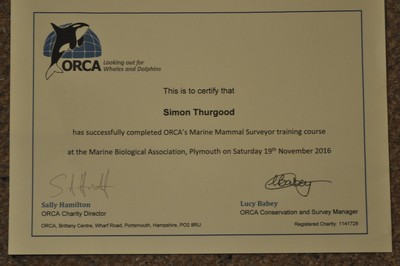 ORCA
Looking out for
Whales and Dolphins
This is to certify that
Simon Thurgood
has successfully completed ORCA's Marine Mammal Surveyor training course
at the Marine Biological Association, Plymouth on Saturday 19th November 2016
Sally Hamilton
ORCA Charity Director
Lucy Babey
ORCA Conservation and Survey Manager
ORCA, Brittany Centre, Wharf Road, Portsmouth, Hampshire, PO2 8RU
Registered Charity: 1141728